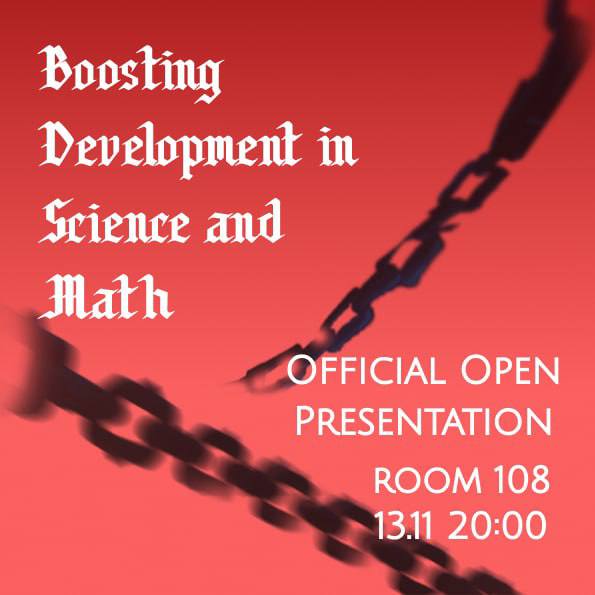 Boosting
Development in
Science and
Math
Official Open
Presentation
room 108
13.11 20:00